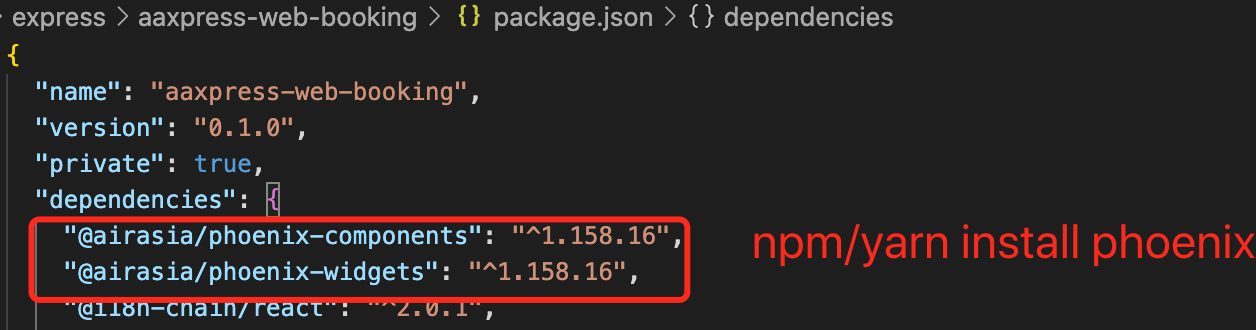 express > aaxpress-web-booking > {} package.json > {} dependencies
{
"name": "aaxpress-web-booking",
"version": "0.1.0",
"private": true,
"dependencies": {
"@airasia/phoenix-components": "^1.158.16",
"@airasia/phoenix-widgets": "^1.158.16",
npm/yarn install phoenix
"@i18n-chain/react": "^2.0.1",